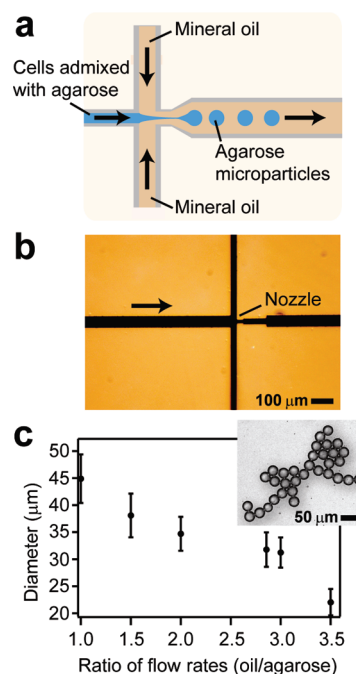 a
Mineral oil
Cells admixed
with agarose
Agarose
microparticles
Mineral oil
b
Nozzle
100 μm
c
50 μm
Diameter (μm)
50
45
40
35
30
25
20
1.0 1.5 2.0 2.5 3.0 3.5
Ratio of flow rates (oil/agarose)